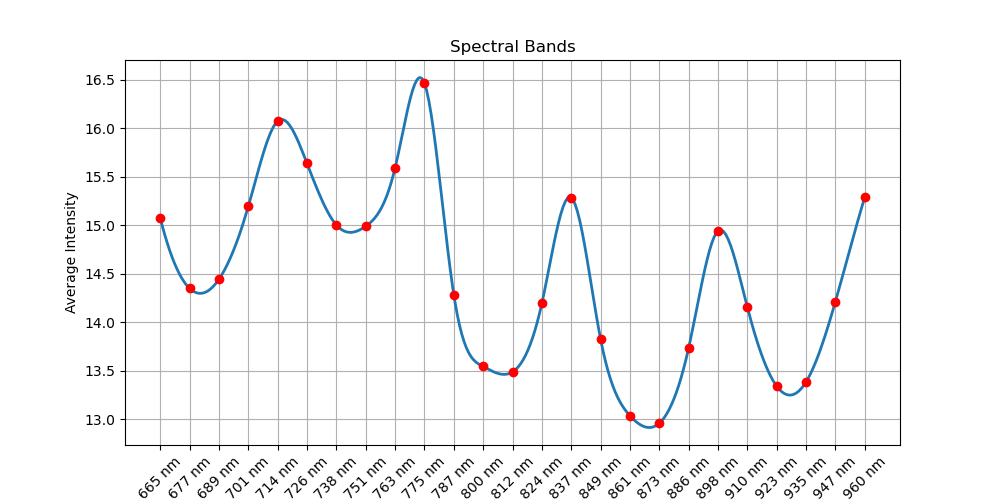 Spectral Bands
Average Intensity
16.5
16.0
15.5
15.0
14.5
14.0
13.5
13.0
665 nm
677 nm
689 nm
701 nm
714 nm
726 nm
738 nm
751 nm
763 nm
775 nm
787 nm
800 nm
812 nm
824 nm
837 nm
849 nm
861 nm
873 nm
886 nm
898 nm
910 nm
923 nm
935 nm
947 nm
960 nm